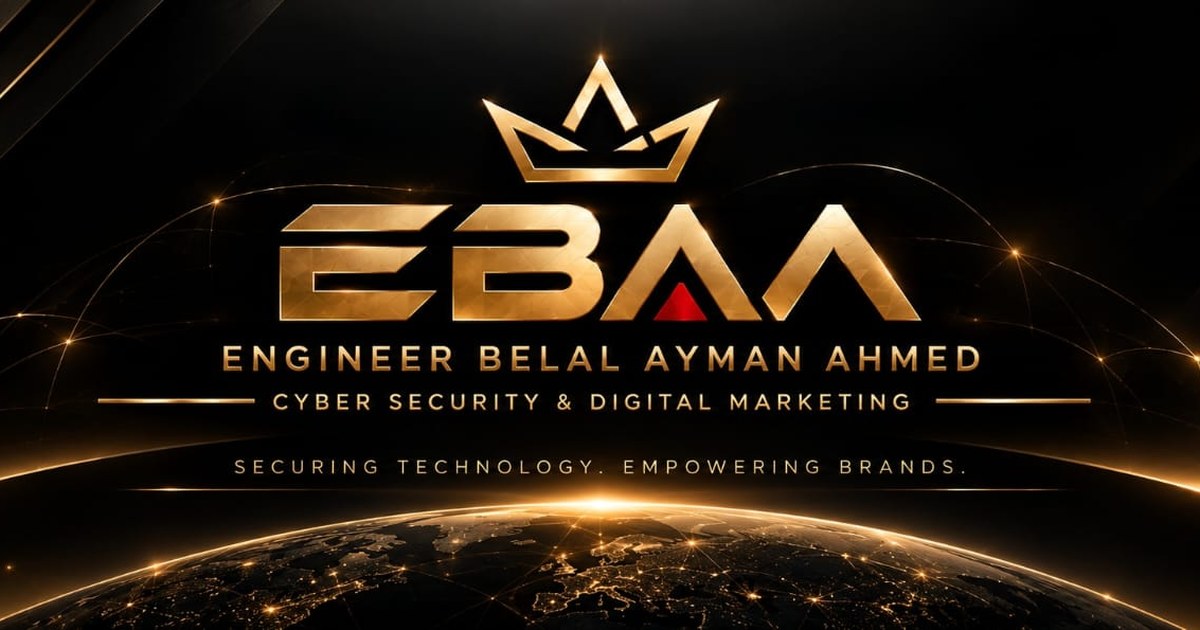 EBAA
ENGINEER BELAL AYMAN AHMED
CYBER SECURITY & DIGITAL MARKETING
SECURING TECHNOLOGY. EMPOWERING BRANDS.